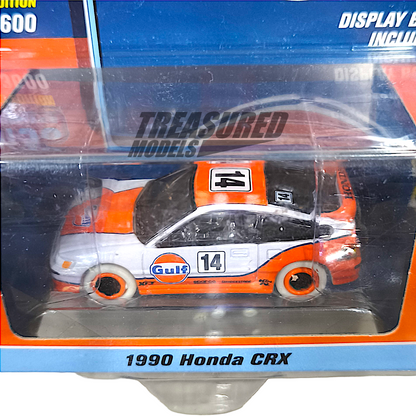 EDITION
600
DISPLAY
INCLU
TREASURED
MODELS
14
Gulf
14
1990 Honda CRX